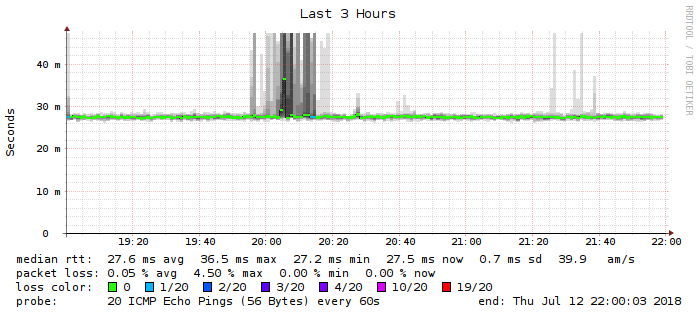 Last 3 Hours
RRDTOOL / TOBI OETIKER
Seconds
40 m
30 m
20 m
10 m
0
19:20 19:40 20:00 20:20 20:40 21:00 21:20 21:40 22:00
median rtt: 27.6 ms avg 36.5 ms max 27.2 ms min 27.5 ms now 0.7 ms sd 39.9 am/s
packet loss: 0.05 % avg 4.50 % max 0.00 % min 0.00 % now
loss color: 0 1/20 2/20 3/20 4/20 10/20 19/20
probe: 20 ICMP Echo Pings (56 Bytes) every 60s end: Thu Jul 12 22:00:03 2018